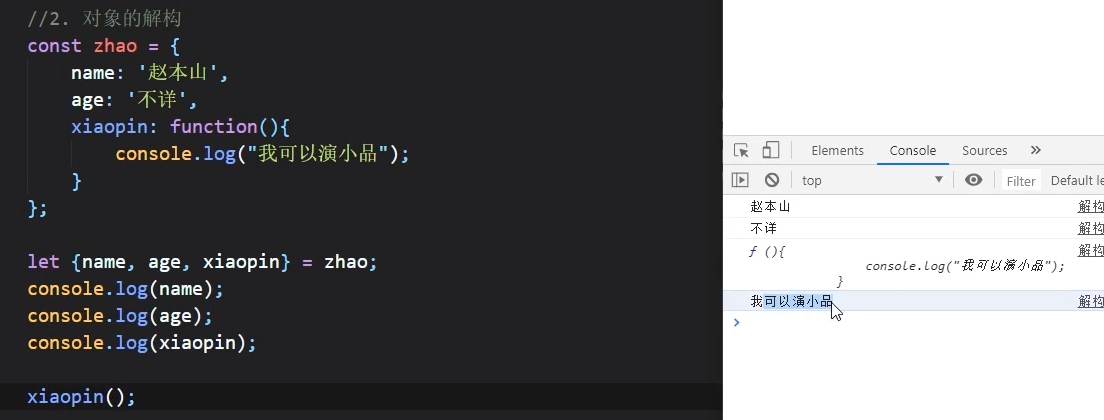 //2. 对象的解构
const zhao = {
    name: '赵本山',
    age: '不详',
    xiaopin: function(){
        console.log("我可以演小品");
    }
};
let {name, age, xiaopin} = zhao;
console.log(name);
console.log(age);
console.log(xiaopin);
xiaopin();
Elements Console Sources »
top ▼ Filter Default le
赵本山 解构
不详 解构
ƒ (){ 解构
console.log("我可以演小品");
}
我可以演小品 解构
>